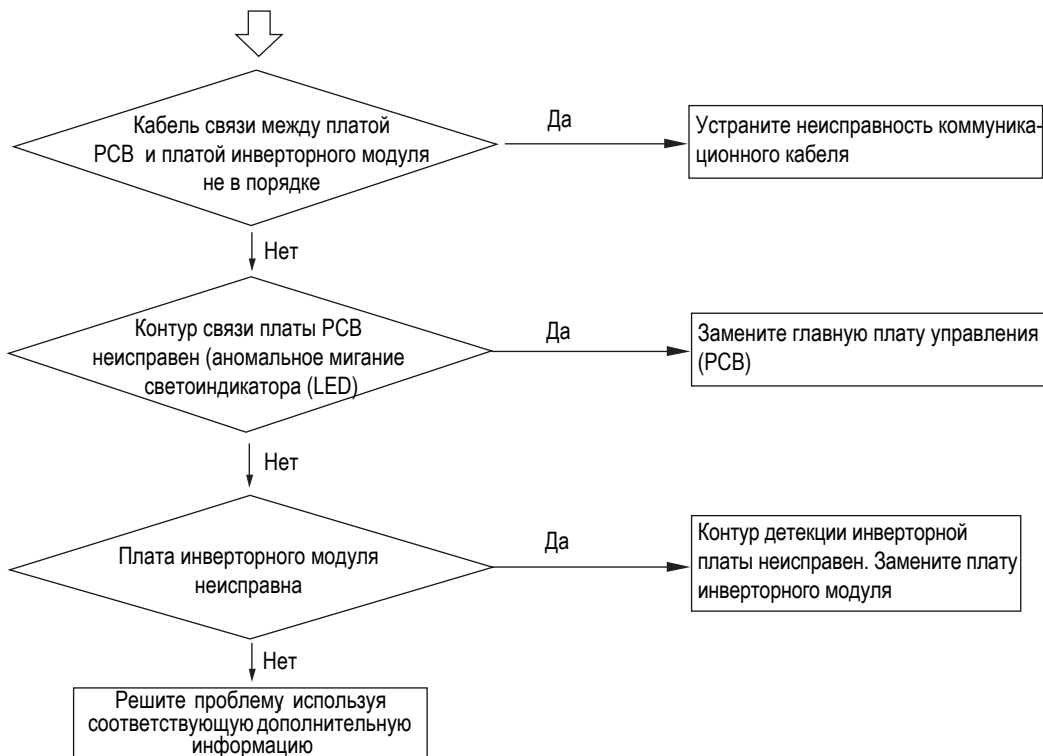 Кабель связи между платой
PCB и платой инверторного модуля
не в порядке
Да
Устраните неисправность коммуника-
ционного кабеля
Нет
Контур связи платы PCB
неисправен (аномальное мигание
светоиндикатора (LED)
Да
Замените главную плату управления
(PCB)
Нет
Плата инверторного модуля
неисправна
Да
Контур детекции инверторной
платы неисправен. Замените плату
инверторного модуля
Нет
Решите проблему используя
соответствующую дополнительную
информацию